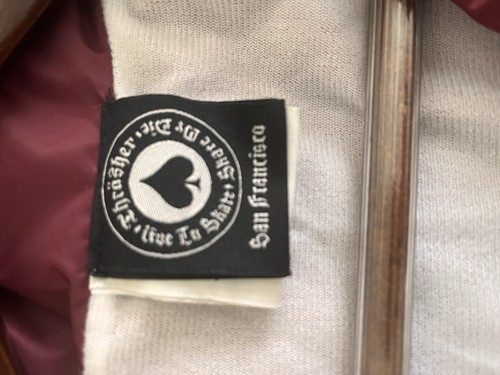 Thrasher • Live To Skate • Skate Or Die •
San Francisco